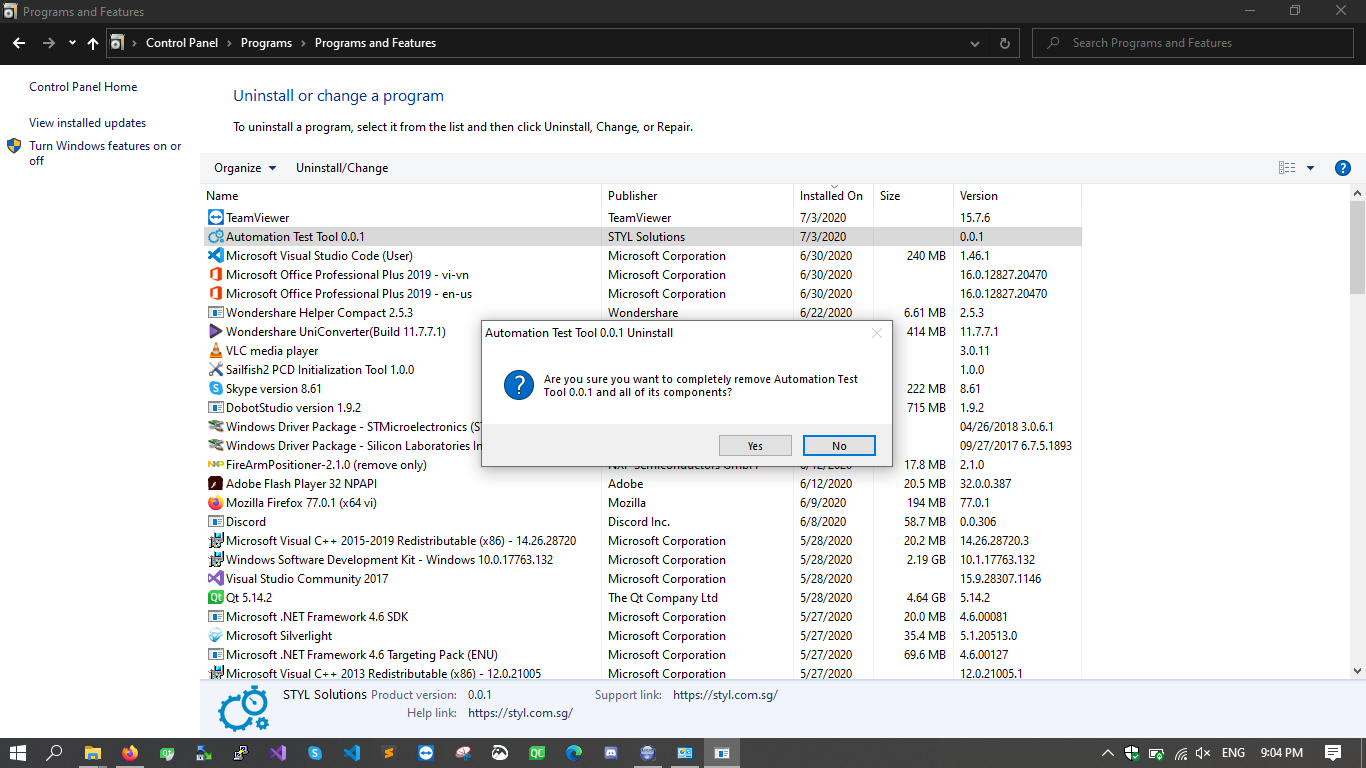 Programs and Features
Control Panel > Programs > Programs and Features
Search Programs and Features
Control Panel Home
View installed updates
Turn Windows features on or
off
Uninstall or change a program
To uninstall a program, select it from the list and then click Uninstall, Change, or Repair.
Organize Uninstall/Change
Name Publisher Installed On Size Version
TeamViewer TeamViewer 7/3/2020 15.7.6
Automation Test Tool 0.0.1 STYL Solutions 7/3/2020 0.0.1
Microsoft Visual Studio Code (User) Microsoft Corporation 6/30/2020 240 MB 1.46.1
Microsoft Office Professional Plus 2019 - vi-vn Microsoft Corporation 6/30/2020 16.0.12827.20470
Microsoft Office Professional Plus 2019 - en-us Microsoft Corporation 6/30/2020 16.0.12827.20470
Wondershare Helper Compact 2.5.3 Wondershare 6/22/2020 6.61 MB 2.5.3
Wondershare UniConverter(Build 11.7.7.1) 414 MB 11.7.7.1
VLC media player 3.0.11
Sailfish2 PCD Initialization Tool 1.0.0 1.0.0
Skype version 8.61 222 MB 8.61
DobotStudio version 1.9.2 715 MB 1.9.2
Windows Driver Package - STMicroelectronics (ST 04/26/2018 3.0.6.1
Windows Driver Package - Silicon Laboratories In 09/27/2017 6.7.5.1893
Automation Test Tool 0.0.1 Uninstall
Are you sure you want to completely remove Automation Test
Tool 0.0.1 and all of its components?
Yes No
FireArmPositioner-2.1.0 (remove only) NXP Semiconductors GmbH 6/12/2020 17.8 MB 2.1.0
Adobe Flash Player 32 NPAPI Adobe 6/12/2020 20.5 MB 32.0.0.387
Mozilla Firefox 77.0.1 (x64 vi) Mozilla 6/9/2020 194 MB 77.0.1
Discord Discord Inc. 6/8/2020 58.7 MB 0.0.306
Microsoft Visual C++ 2015-2019 Redistributable (x86) - 14.26.28720 Microsoft Corporation 5/28/2020 20.2 MB 14.26.28720.3
Windows Software Development Kit - Windows 10.0.17763.132 Microsoft Corporation 5/28/2020 2.19 GB 10.1.17763.132
Visual Studio Community 2017 Microsoft Corporation 5/28/2020 15.9.28307.1146
Qt 5.14.2 The Qt Company Ltd 5/28/2020 4.64 GB 5.14.2
Microsoft .NET Framework 4.6 SDK Microsoft Corporation 5/27/2020 20.0 MB 4.6.00081
Microsoft Silverlight Microsoft Corporation 5/27/2020 35.4 MB 5.1.20513.0
Microsoft .NET Framework 4.6 Targeting Pack (ENU) Microsoft Corporation 5/27/2020 69.6 MB 4.6.00127
Microsoft Visual C++ 2013 Redistributable (x86) - 12.0.21005 Microsoft Corporation 5/27/2020 12.0.21005.1
STYL Solutions Product version: 0.0.1 Support link: https://styl.com.sg/
Help link: https://styl.com.sg/
ENG 9:04 PM